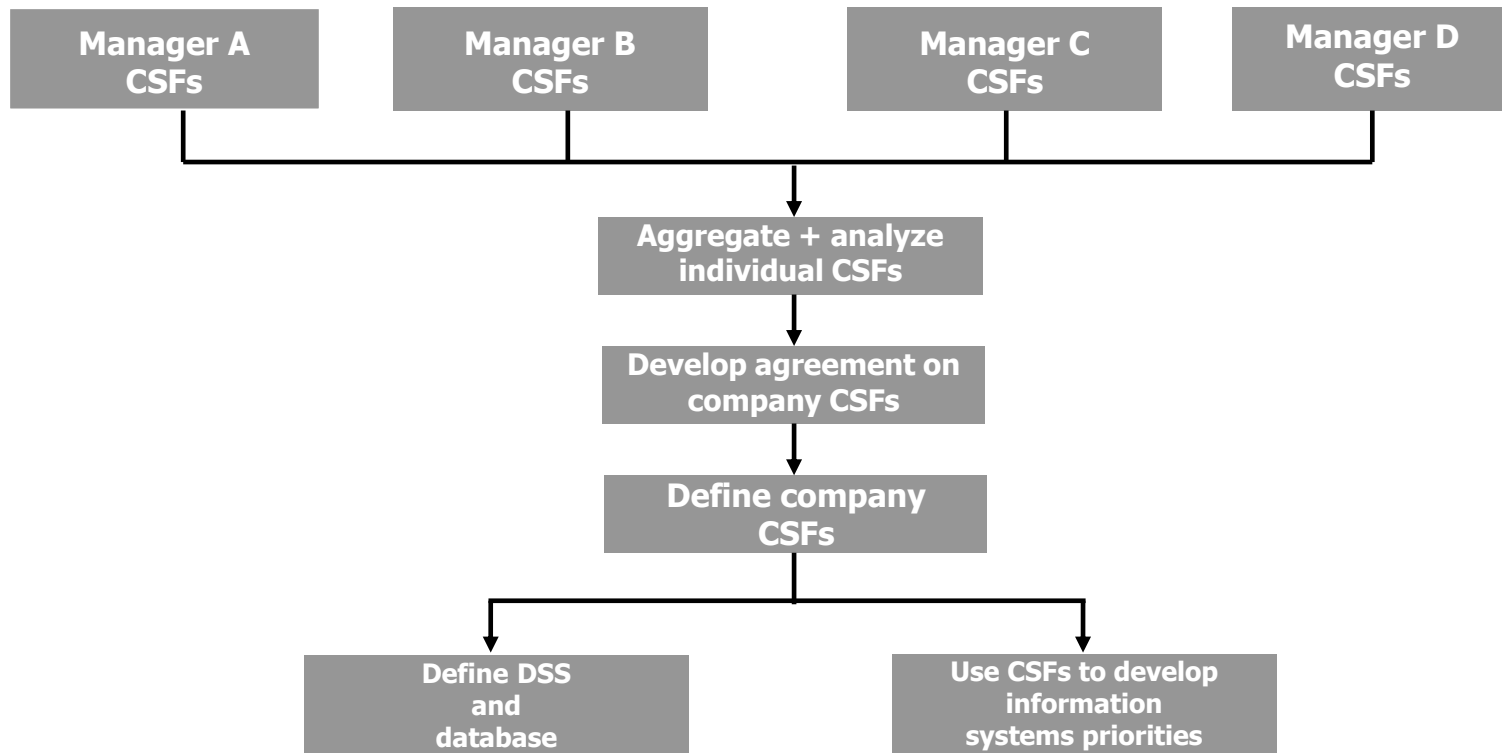 Manager A
CSFs
Manager B
CSFs
Manager C
CSFs
Manager D
CSFs
Aggregate + analyze
individual CSFs
Develop agreement on
company CSFs
Define company
CSFs
Define DSS
and
database
Use CSFs to develop
information
systems priorities